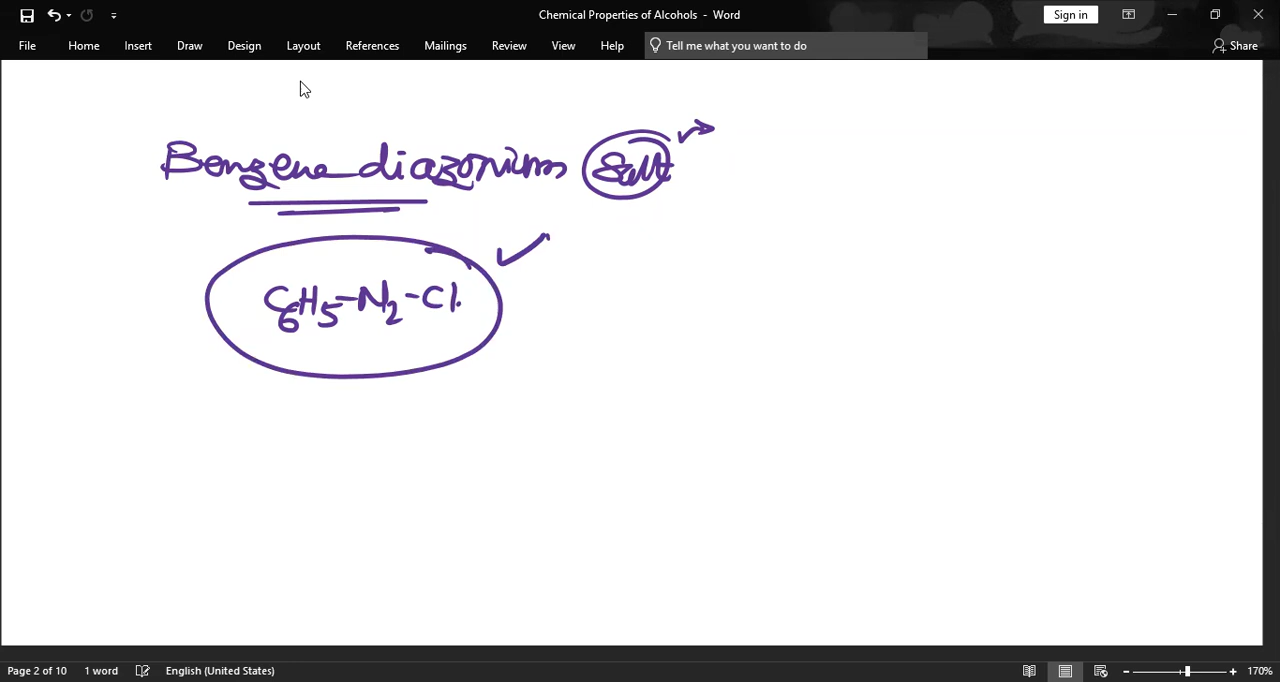 Chemical Properties of Alcohols - Word
Sign in
File Home Insert Draw Design Layout References Mailings Review View Help Tell me what you want to do Share
Benzene diazonium Salt
C6H5-N2-Cl.
Page 2 of 10 1 word English (United States) 170%